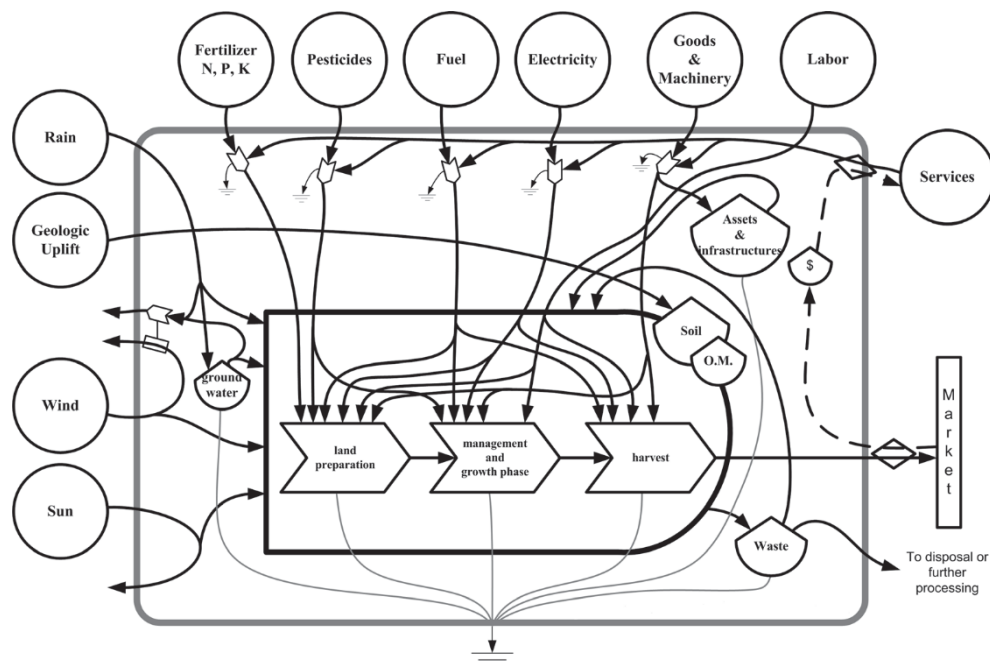 Fertilizer
N, P, K
Pesticides
Fuel
Electricity
Goods
&
Machinery
Labor
Rain
Services
Geologic
Uplift
Assets
&
infrastructures
$
Soil
O.M.
ground
water
Wind
land
preparation
management
and
growth phase
harvest
Market
Sun
Waste
To disposal or
further
processing